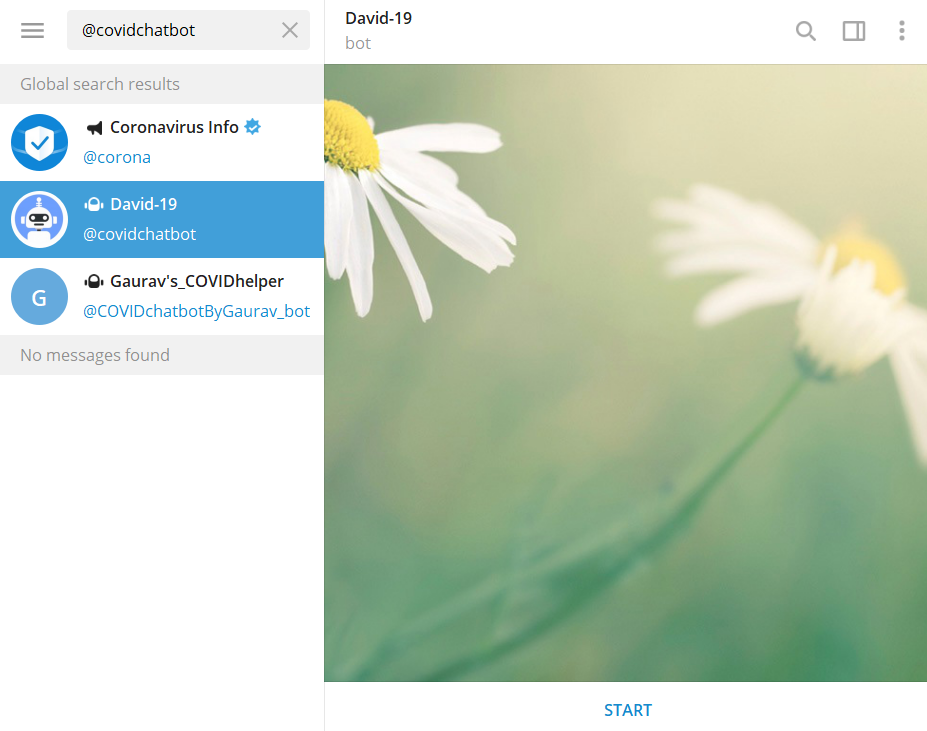 @covidchatbot
David-19
bot
Global search results
Coronavirus Info
@corona
David-19
@covidchatbot
G
Gaurav's_COVIDhelper
@COVIDchatbotByGaurav_bot
No messages found
START